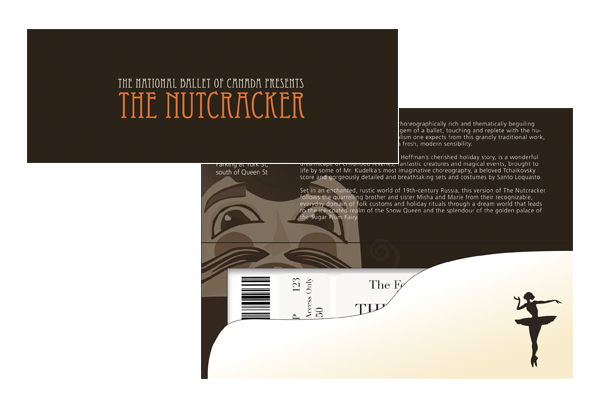 THE NATIONAL BALLET OF CANADA PRESENTS
THE NUTCRACKER
choreographically rich and thematically beguiling
gem of a ballet, touching and replete with the hu-
alism one expects from this grandly traditional work,
fresh, modern sensibility.
Parking at York St,
south of Queen St
Hoffman's cherished holiday story, is a wonderful
fantastic creatures and magical events, brought to
life by some of Mr. Kudelka's most imaginative choreography, a beloved Tchaikovsky
score and gorgeously detailed and breathtaking sets and costumes by Santo Loquasto.
Set in an enchanted, rustic world of 19th-century Russia, this version of The Nutcracker
follows the quarrelling brother and sister Misha and Marie from their recognizable,
everyday domain of folk customs and holiday rituals through a dream world that leads
to the ice-coated realm of the Snow Queen and the splendour of the golden palace of
the Sugar Plum Fairy.
P 123
Access Only
50
The Fo
THE